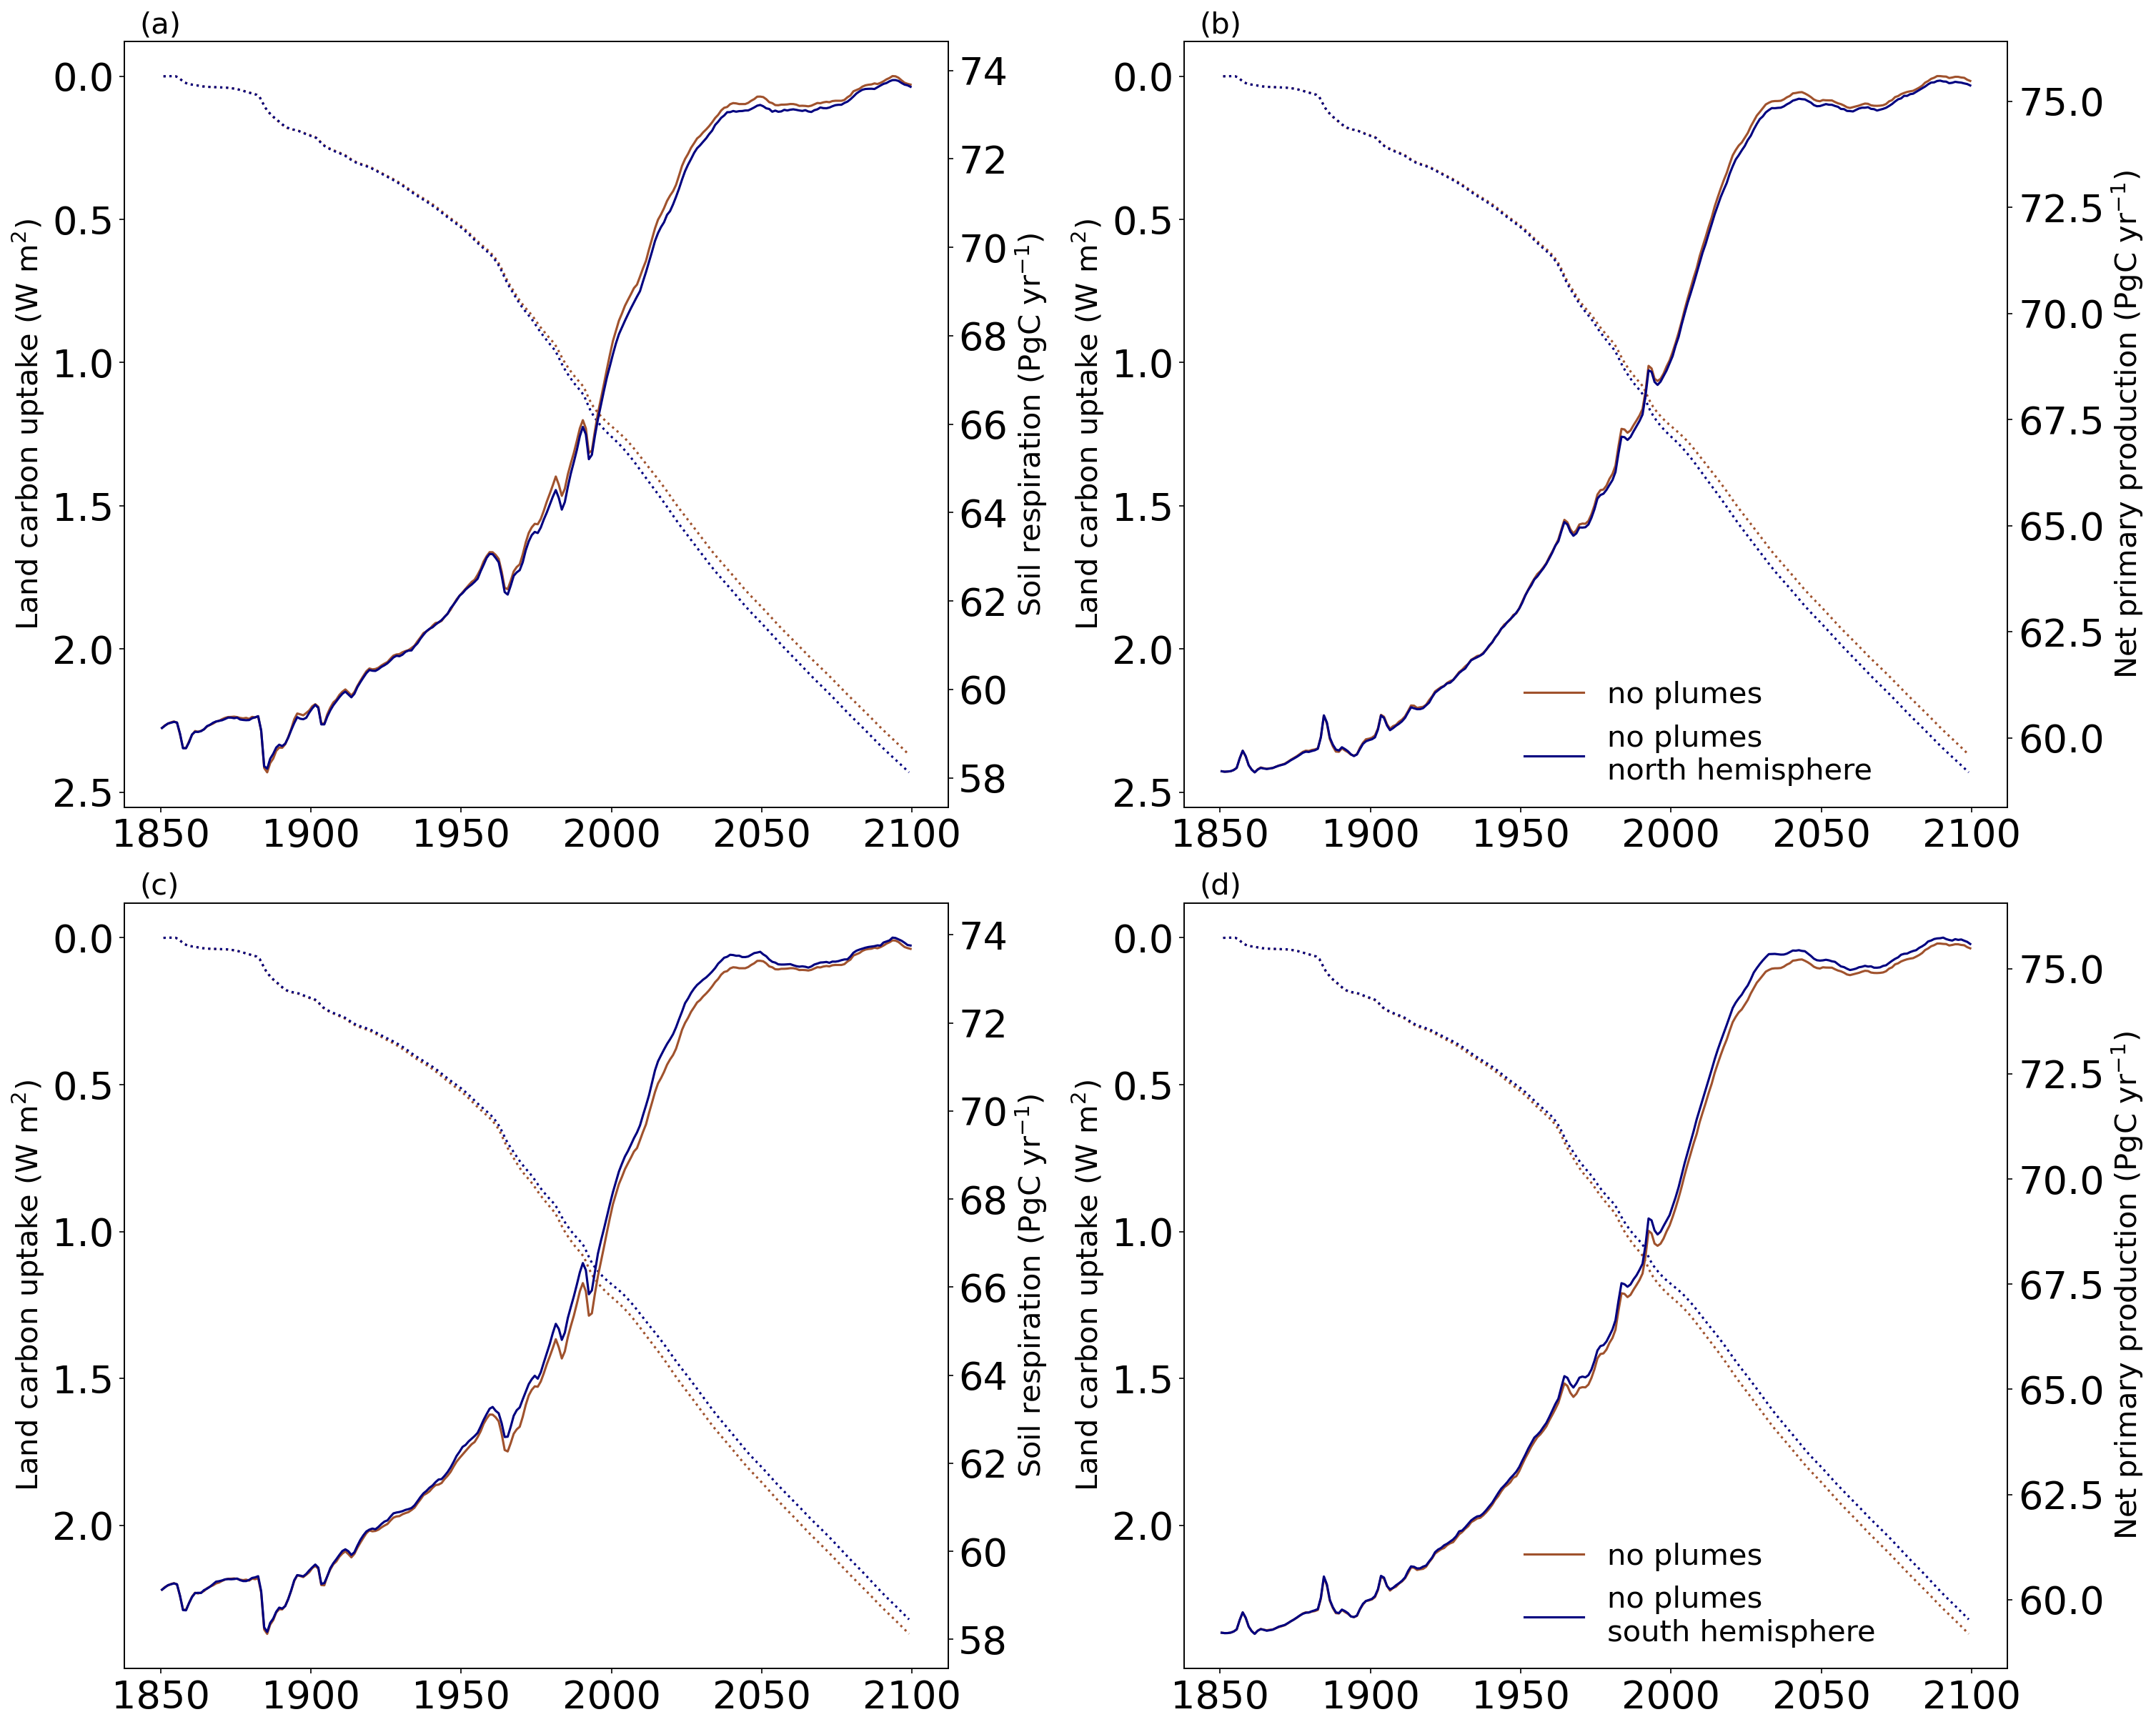 (a)
0.0
0.5
1.0
1.5
2.0
2.5
Land carbon uptake (W m²)
74
72
70
68
66
64
62
60
58
Soil respiration (PgC yr⁻¹)
1850 1900 1950 2000 2050 2100
(b)
0.0
0.5
1.0
1.5
2.0
2.5
Land carbon uptake (W m²)
75.0
72.5
70.0
67.5
65.0
62.5
60.0
Net primary production (PgC yr⁻¹)
no plumes
no plumes
north hemisphere
1850 1900 1950 2000 2050 2100
(c)
0.0
0.5
1.0
1.5
2.0
Land carbon uptake (W m²)
74
72
70
68
66
64
62
60
58
Soil respiration (PgC yr⁻¹)
1850 1900 1950 2000 2050 2100
(d)
0.0
0.5
1.0
1.5
2.0
Land carbon uptake (W m²)
75.0
72.5
70.0
67.5
65.0
62.5
60.0
Net primary production (PgC yr⁻¹)
no plumes
no plumes
south hemisphere
1850 1900 1950 2000 2050 2100